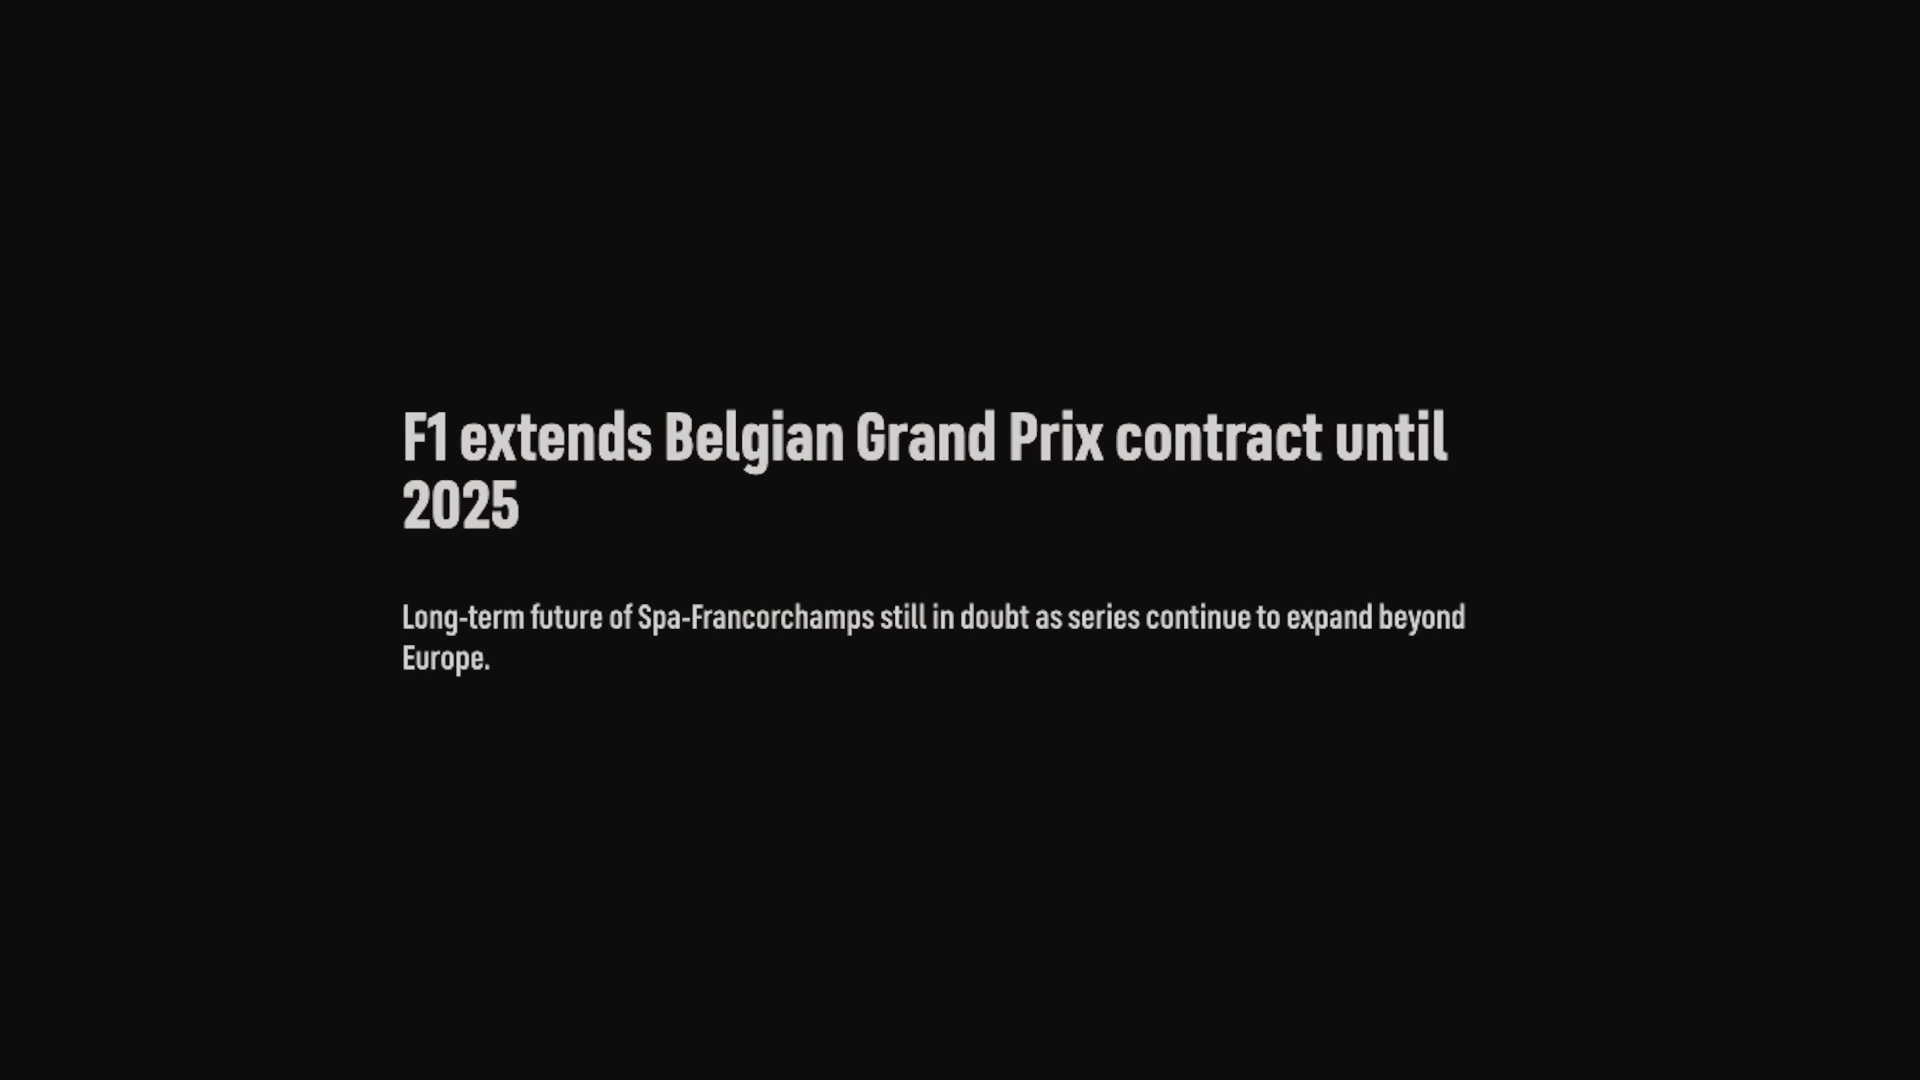 F1 extends Belgian Grand Prix contract until
2025
Long-term future of Spa-Francorchamps still in doubt as series continue to expand beyond
Europe.